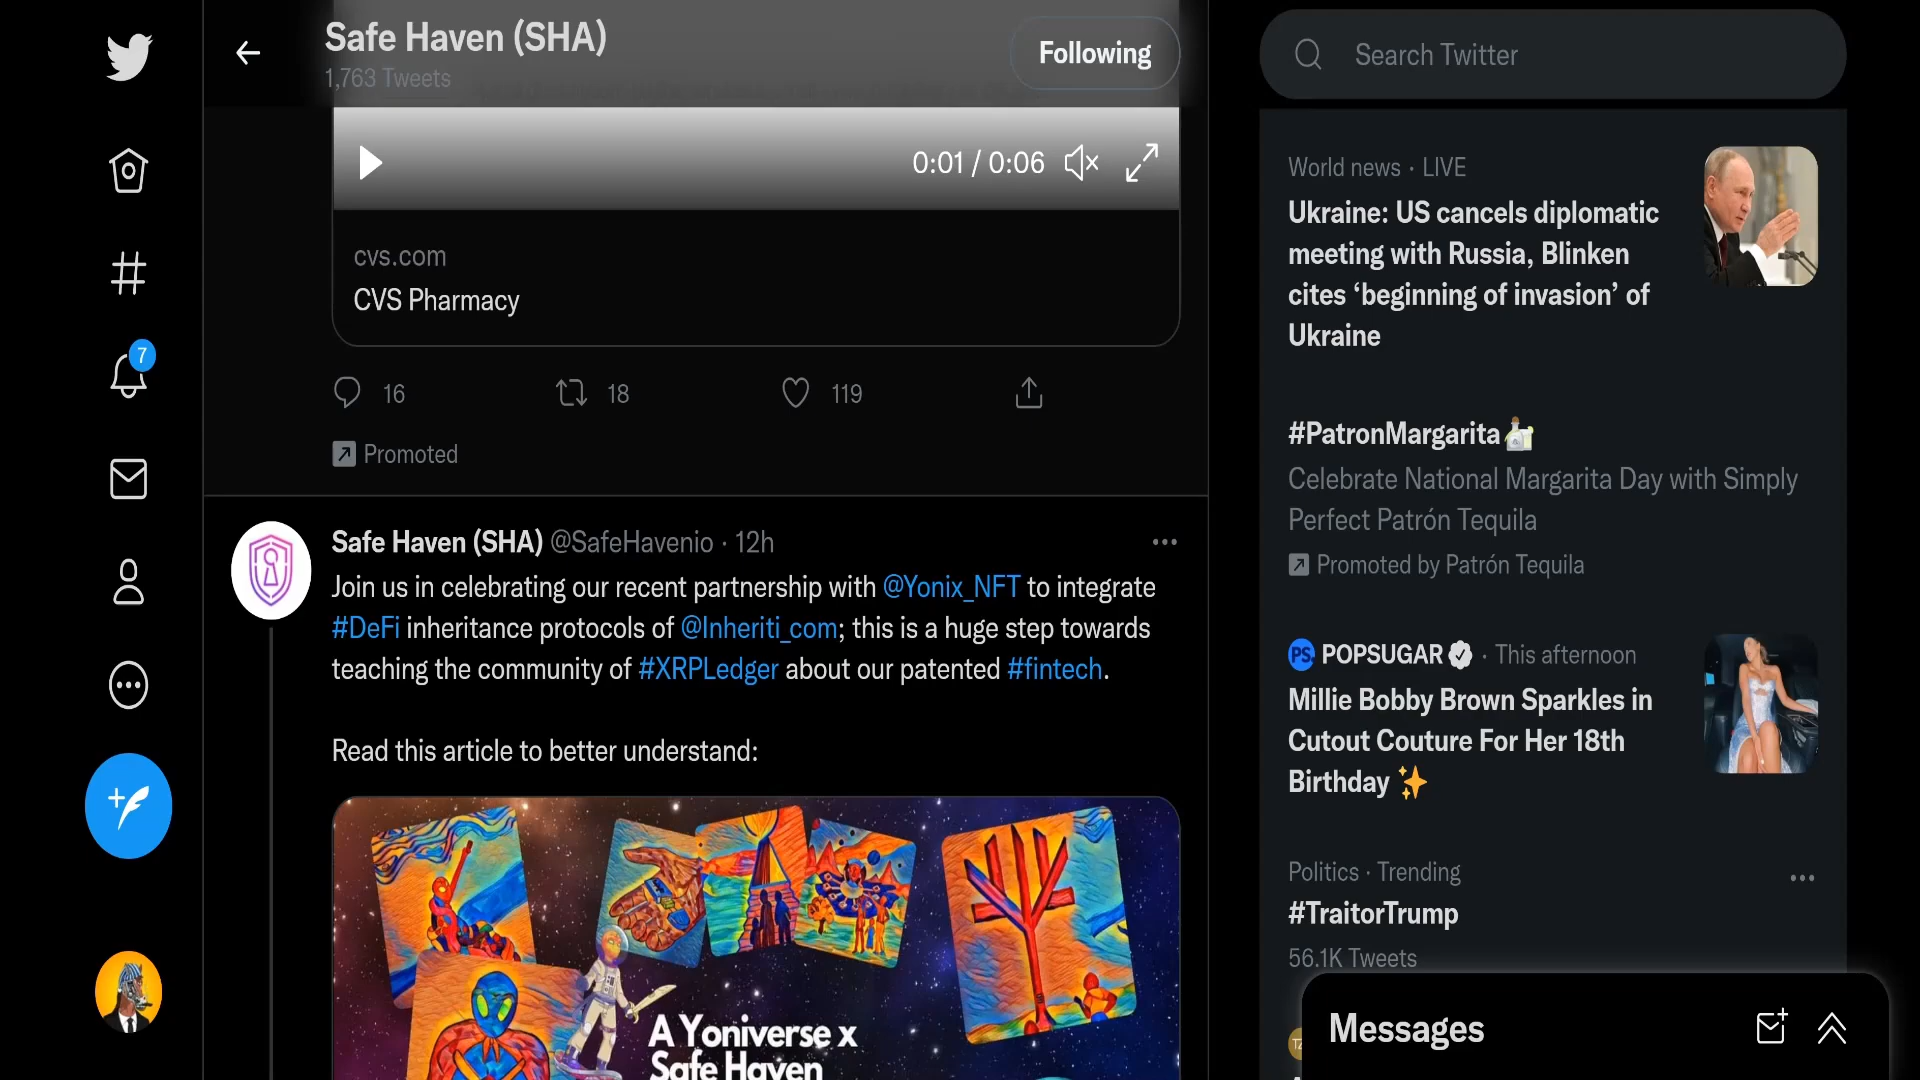 Safe Haven (SHA)
1,763 Tweets
Following
Search Twitter
0:01 / 0:06
cvs.com
CVS Pharmacy
16
18
119
Promoted
7
Safe Haven (SHA) @SafeHavenio · 12h
Join us in celebrating our recent partnership with @Yonix_NFT to integrate
#DeFi inheritance protocols of @Inheriti_com; this is a huge step towards
teaching the community of #XRPLedger about our patented #fintech.
Read this article to better understand:
A Yoniverse x
Safe Haven
World news · LIVE
Ukraine: US cancels diplomatic
meeting with Russia, Blinken
cites ‘beginning of invasion’ of
Ukraine
#PatronMargarita
Celebrate National Margarita Day with Simply
Perfect Patrón Tequila
Promoted by Patrón Tequila
PS POPSUGAR · This afternoon
Millie Bobby Brown Sparkles in
Cutout Couture For Her 18th
Birthday ✨
Politics · Trending
#TraitorTrump
56.1K Tweets
Messages